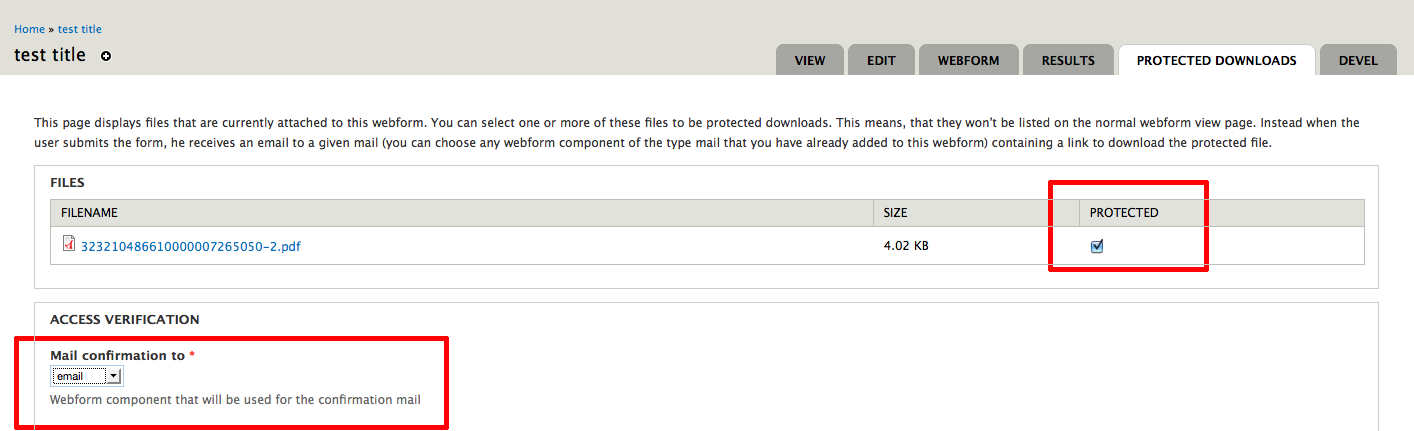 Home » test title
test title
VIEW
EDIT
WEBFORM
RESULTS
PROTECTED DOWNLOADS
DEVEL
This page displays files that are currently attached to this webform. You can select one or more of these files to be protected downloads. This means, that they won't be listed on the normal webform view page. Instead when the
user submits the form, he receives an email to a given mail (you can choose any webform component of the type mail that you have already added to this webform) containing a link to download the protected file.
FILES
FILENAME SIZE PROTECTED
323210486610000007265050-2.pdf 4.02 KB
ACCESS VERIFICATION
Mail confirmation to *
email
Webform component that will be used for the confirmation mail